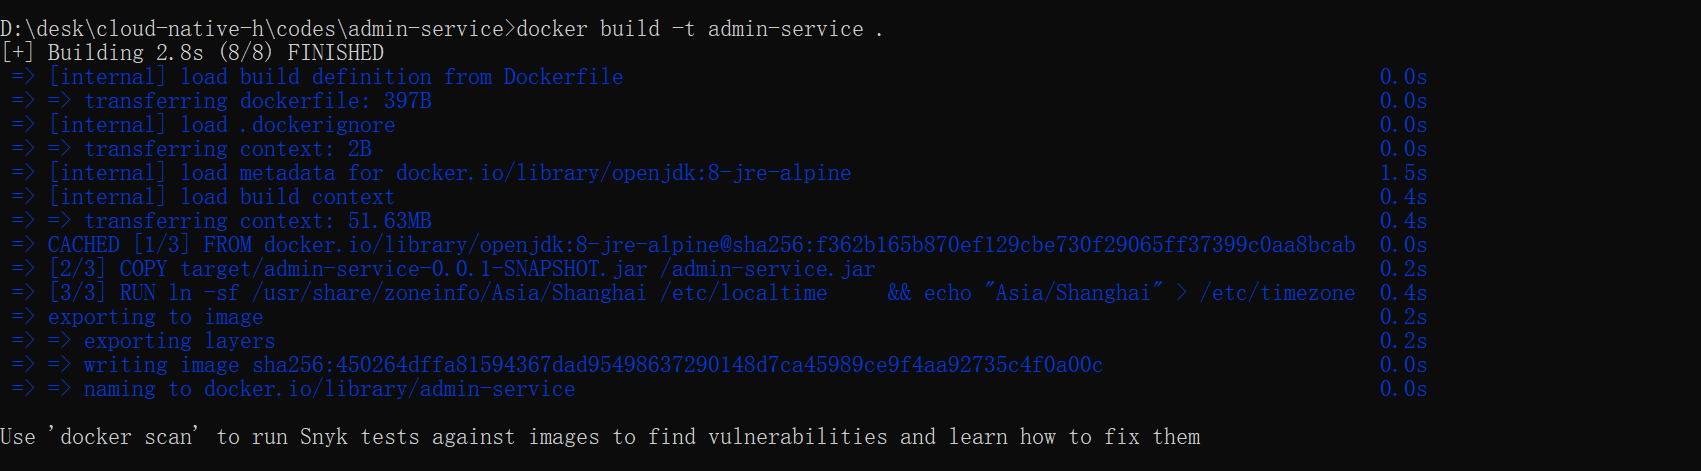 D:\desk\cloud-native-h\codes\admin-service>docker build -t admin-service .
[+] Building 2.8s (8/8) FINISHED
=> [internal] load build definition from Dockerfile 0.0s
=> => transferring dockerfile: 397B 0.0s
=> [internal] load .dockerignore 0.0s
=> => transferring context: 2B 0.0s
=> [internal] load metadata for docker.io/library/openjdk:8-jre-alpine 1.5s
=> [internal] load build context 0.4s
=> => transferring context: 51.63MB 0.4s
=> CACHED [1/3] FROM docker.io/library/openjdk:8-jre-alpine@sha256:f362b165b870ef129cbe730f29065ff37399c0aa8bcab 0.0s
=> [2/3] COPY target/admin-service-0.0.1-SNAPSHOT.jar /admin-service.jar 0.2s
=> [3/3] RUN ln -sf /usr/share/zoneinfo/Asia/Shanghai /etc/localtime     && echo "Asia/Shanghai" > /etc/timezone 0.4s
=> exporting to image 0.2s
=> => exporting layers 0.2s
=> => writing image sha256:450264dffa81594367dad95498637290148d7ca45989ce9f4aa92735c4f0a00c 0.0s
=> => naming to docker.io/library/admin-service 0.0s
Use 'docker scan' to run Snyk tests against images to find vulnerabilities and learn how to fix them